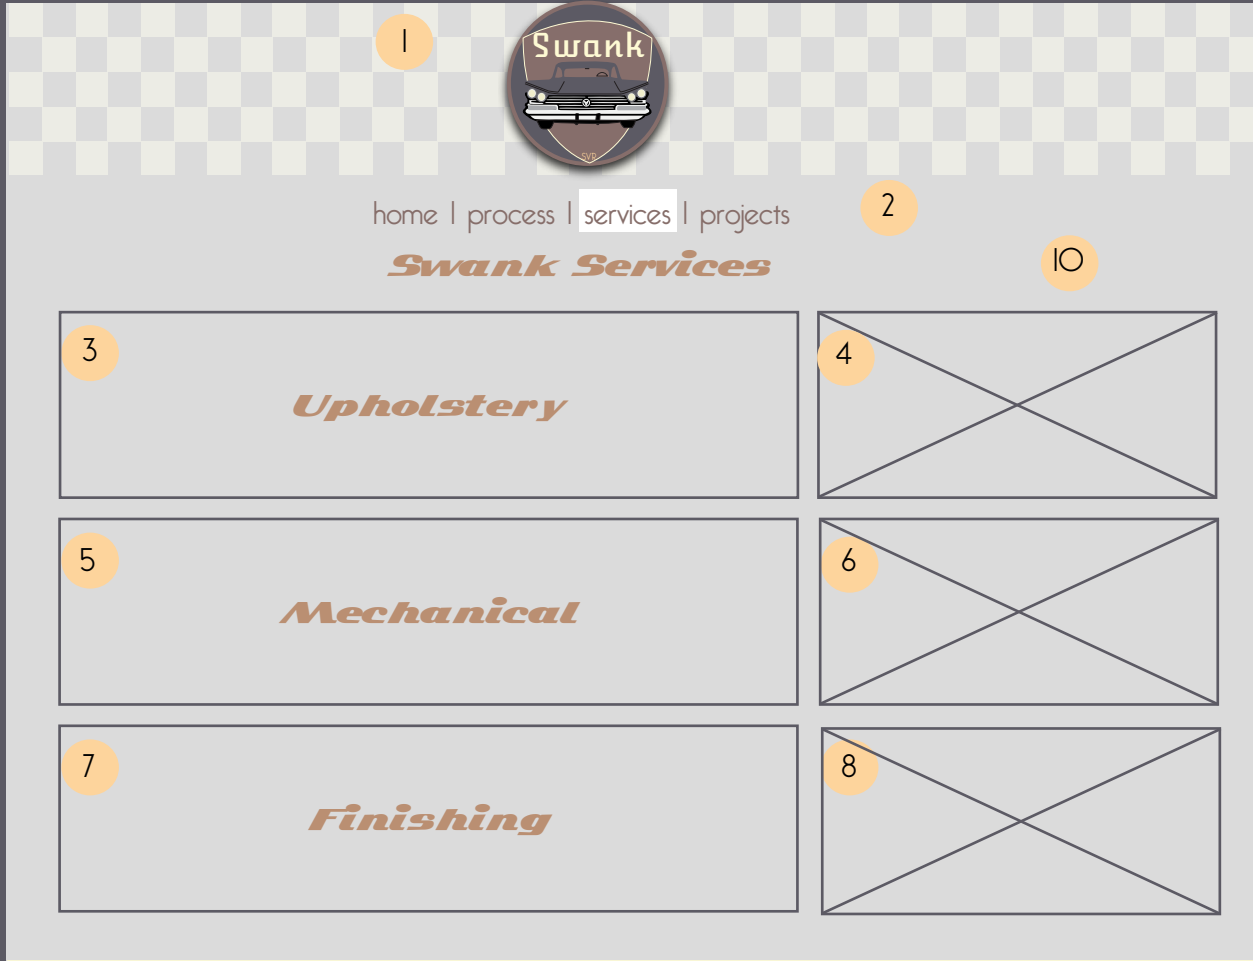 1
Swank
SVR
home | process | services | projects
2
Swank Services
10
3
Upholstery
4
5
Mechanical
6
7
Finishing
8